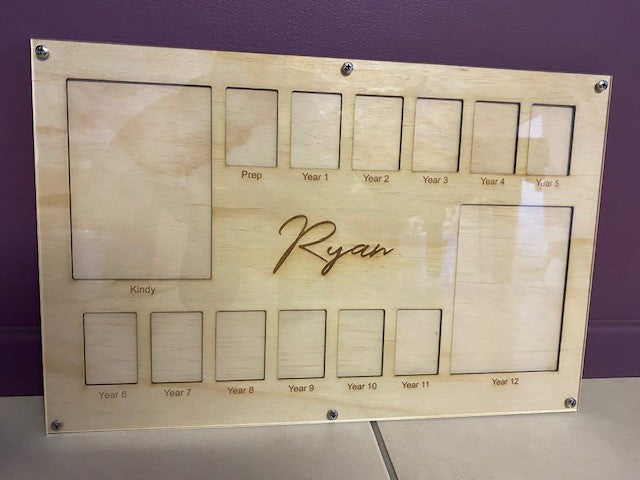 Prep
Year 1
Year 2
Year 3
Year 4
Year 5
Ryan
Kindy
Year 6
Year 7
Year 8
Year 9
Year 10
Year 11
Year 12